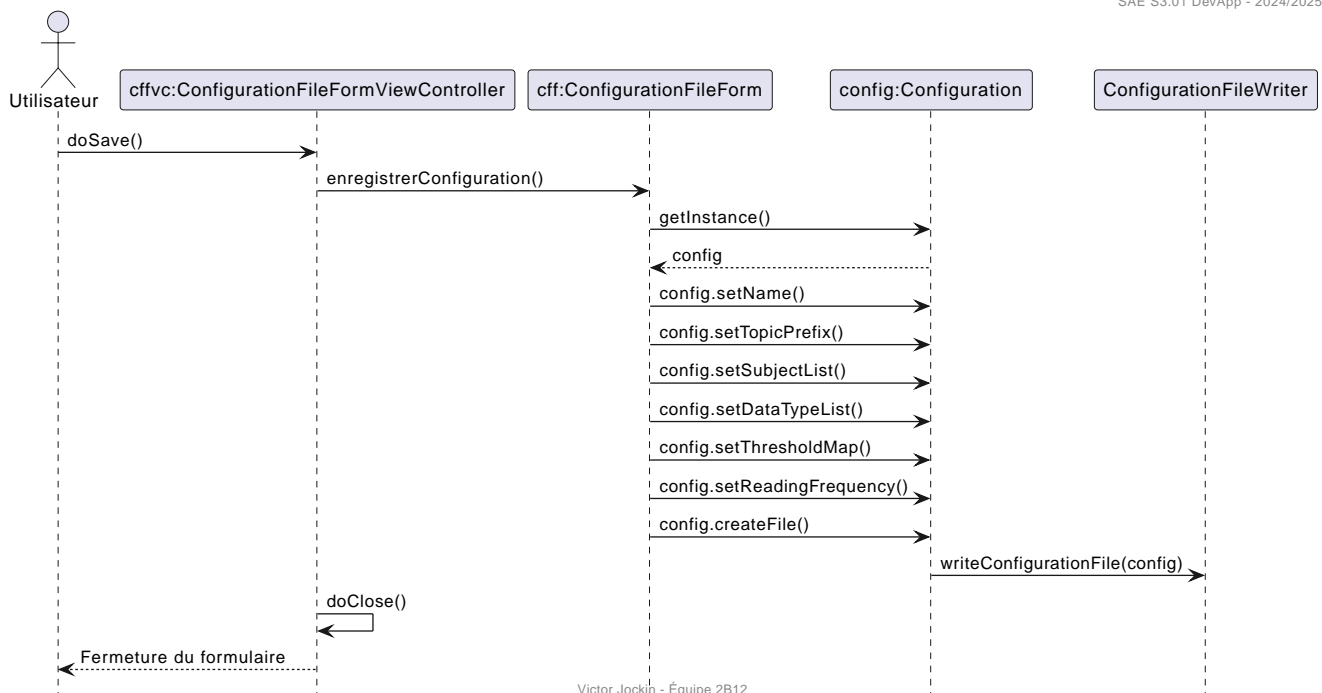 SAE S3.01 DevApp - 2024/2025
Utilisateur
cffvc:ConfigurationFileFormViewController
cff:ConfigurationFileForm
config:Configuration
ConfigurationFileWriter
doSave()
enregistrerConfiguration()
getInstance()
config
config.setName()
config.setTopicPrefix()
config.setSubjectList()
config.setDataTypeList()
config.setThresholdMap()
config.setReadingFrequency()
config.createFile()
writeConfigurationFile(config)
doClose()
Fermeture du formulaire
Victor Jockin - Équipe 2B12